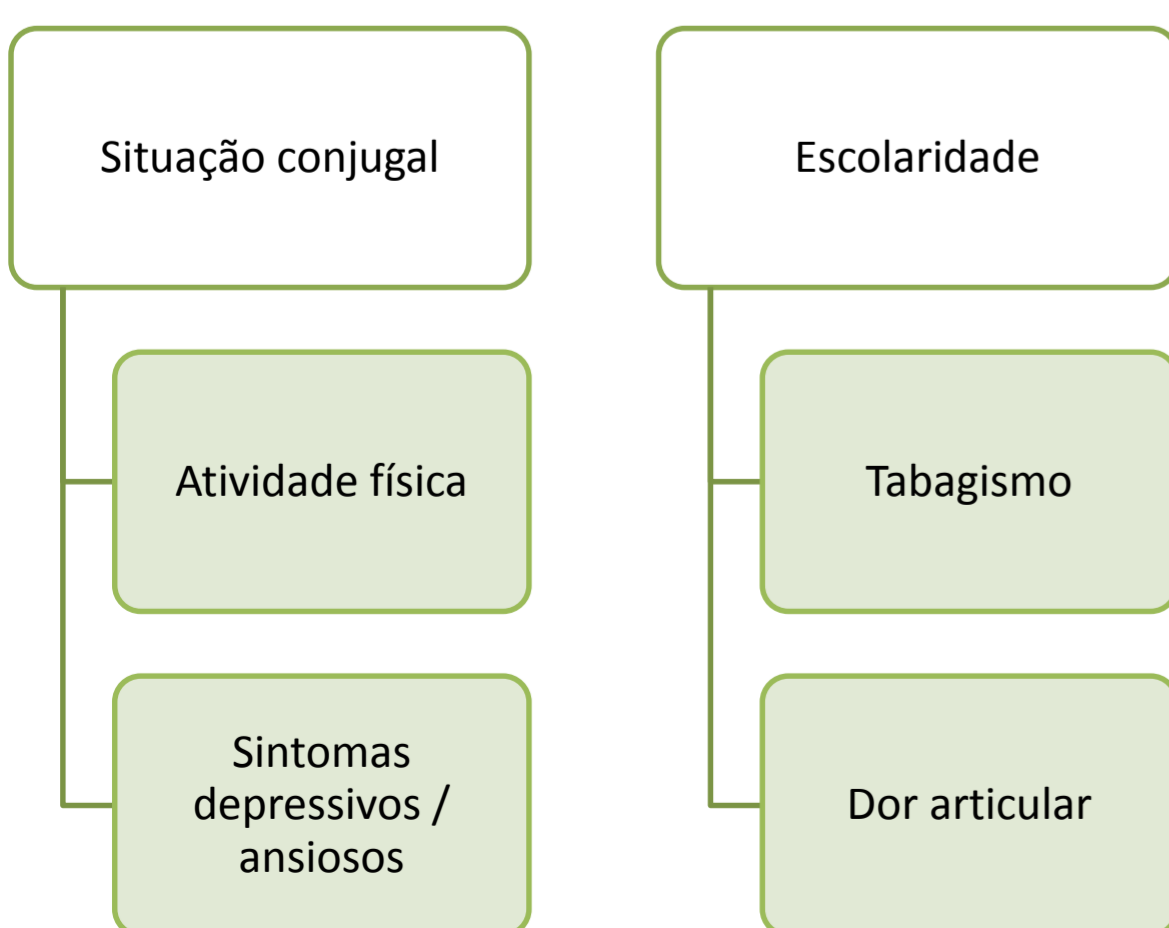 Situação conjugal
Atividade física
Sintomas
depressivos /
ansiosos
Escolaridade
Tabagismo
Dor articular